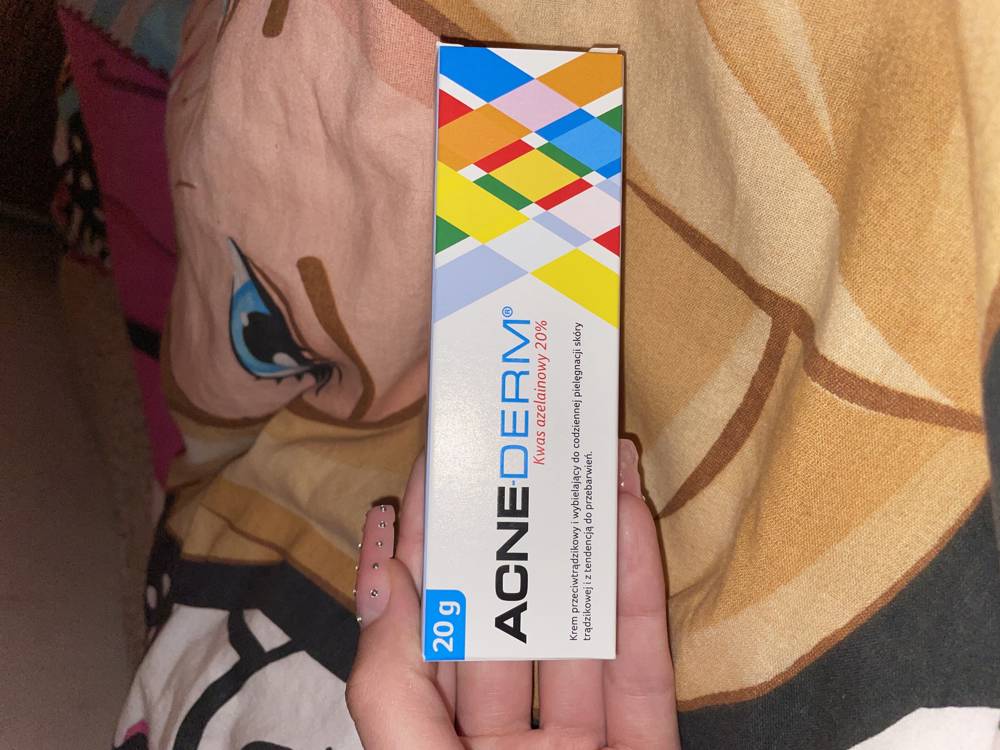 ACNE-DERM®
Kwas azelainowy 20%
Krem przeciwtrądzikowy i wybielający do codziennej pielęgnacji skóry
trądzikowej i z tendencją do przebarwień.
20 g